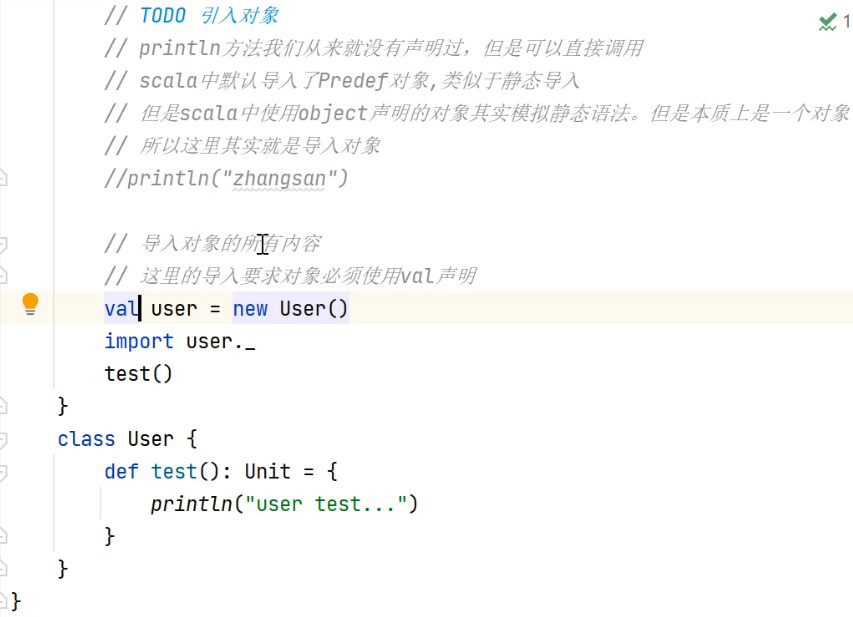 // TODO 引入对象
1
// println方法我们从来就没有声明过，但是可以直接调用
// scala中默认导入了Predef对象,类似于静态导入
// 但是scala中使用object声明的对象其实模拟静态语法。但是本质上是一个对象
// 所以这里其实就是导入对象
//println("zhangsan")
// 导入对象的所有内容
// 这里的导入要求对象必须使用val声明
val user = new User()
import user._
test()
}
class User {
def test(): Unit = {
println("user test...")
}
}
}